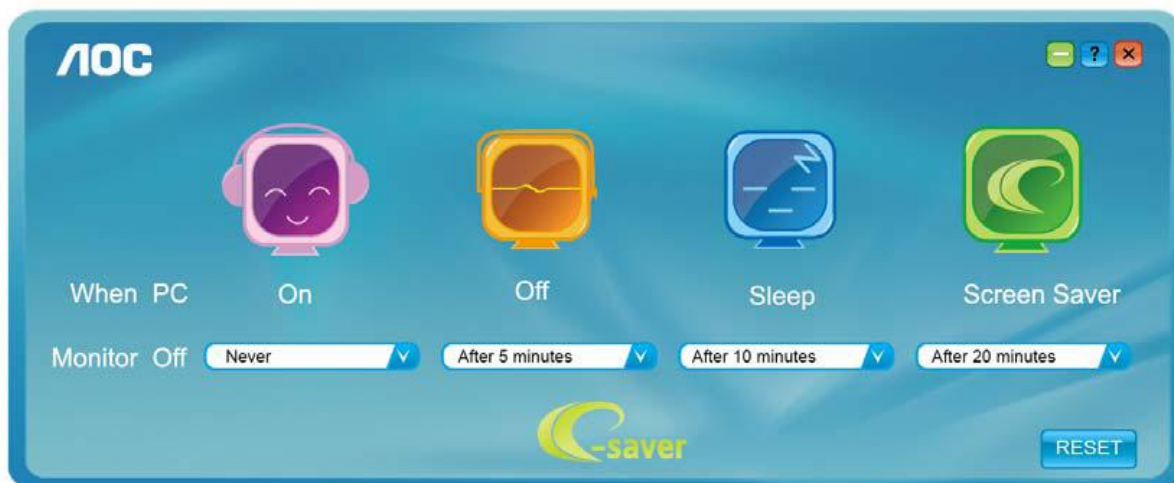 AOC
?
When PC On Off Sleep Screen Saver
Monitor Off Never After 5 minutes After 10 minutes After 20 minutes
e-saver
RESET